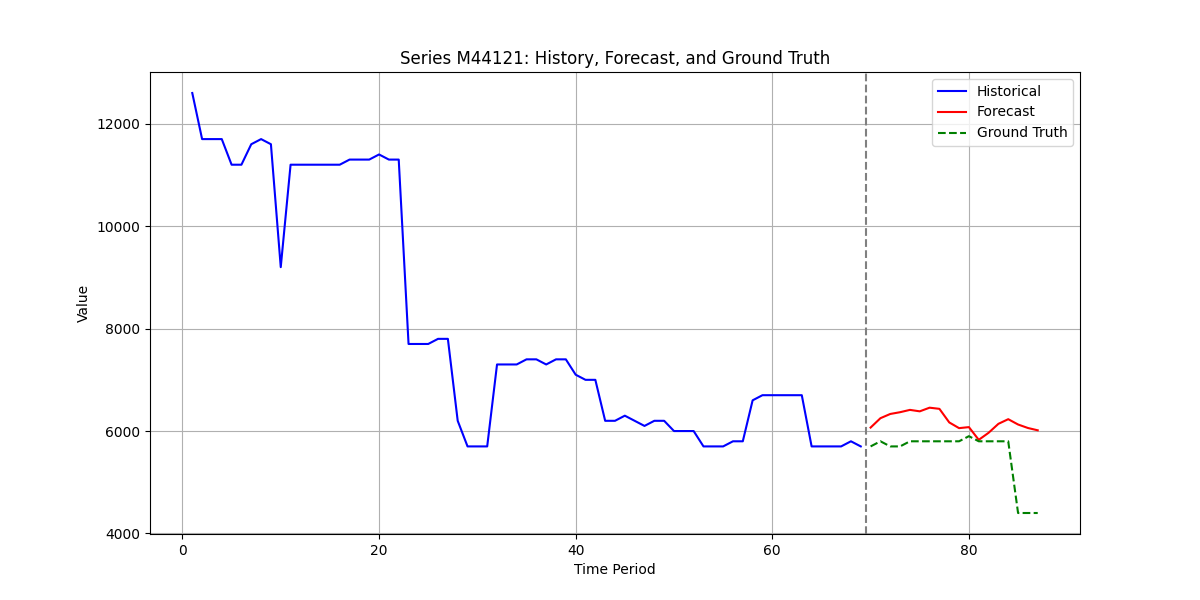 Series M44121: History, Forecast, and Ground Truth
Historical
Forecast
Ground Truth
Value
12000
10000
8000
6000
4000
0
20
40
60
80
Time Period